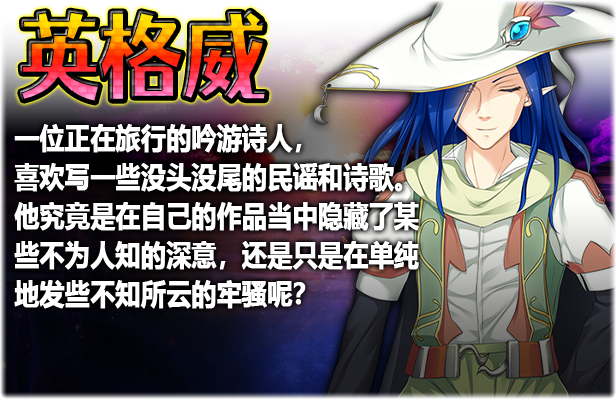 英格威
一位正在旅行的吟游诗人，
喜欢写一些没头没尾的民谣和诗歌。
他究竟是在自己的作品当中隐藏了某
些不为人知的深意，还是只是在单纯
地发些不知所云的牢骚呢？